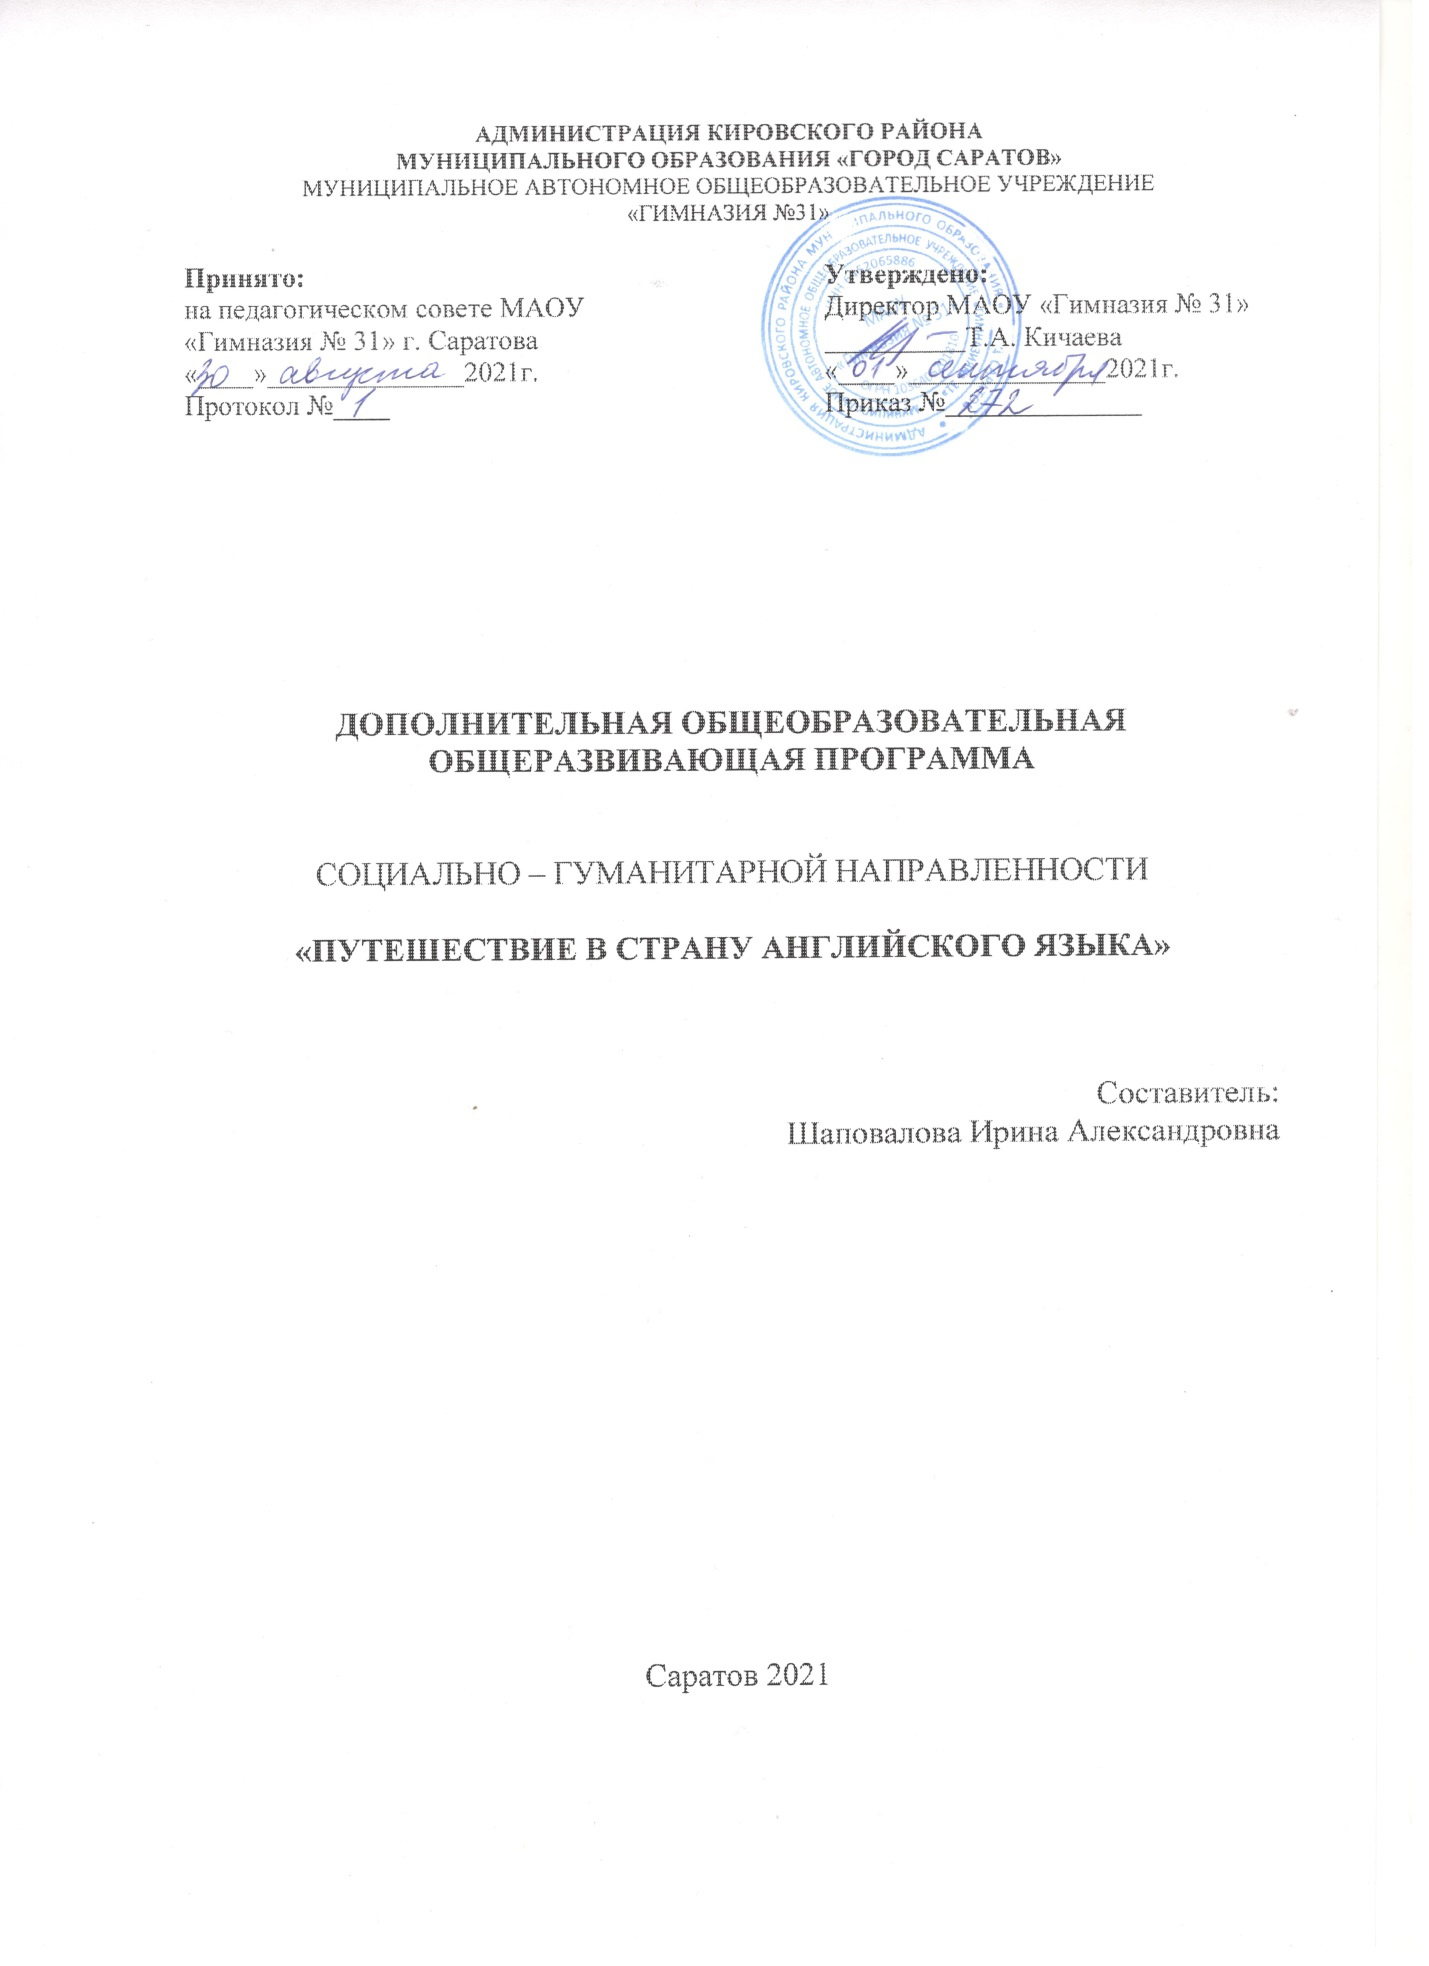 АДМИНИСТРАЦИЯ КИРОВСКОГО РАЙОНА
МУНИЦИПАЛЬНОГО ОБРАЗОВАНИЯ «ГОРОД САРАТОВ»
МУНИЦИПАЛЬНОЕ АВТОНОМНОЕ ОБЩЕОБРАЗОВАТЕЛЬНОЕ УЧРЕЖДЕНИЕ
«ГИМНАЗИЯ №31»
Принято:
на педагогическом совете МАОУ
«Гимназия № 31» г. Саратова
«30» августа 2021г.
Протокол № 1
Утверждено:
Директор МАОУ «Гимназия № 31»
Т.А. Кичаева
«01» сентября 2021г.
Приказ № 272
ДОПОЛНИТЕЛЬНАЯ ОБЩЕОБРАЗОВАТЕЛЬНАЯ
ОБЩЕРАЗВИВАЮЩАЯ ПРОГРАММА
СОЦИАЛЬНО – ГУМАНИТАРНОЙ НАПРАВЛЕННОСТИ
«ПУТЕШЕСТВИЕ В СТРАНУ АНГЛИЙСКОГО ЯЗЫКА»
Составитель:
Шаповалова Ирина Александровна
Саратов 2021